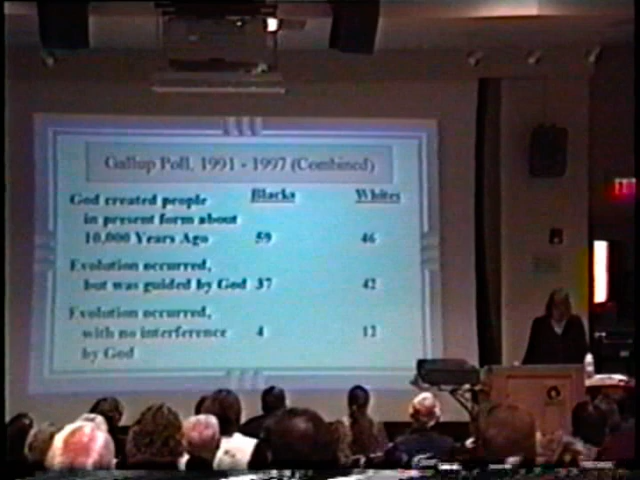 Gallup Poll, 1991 - 1997 (Combined)
Blacks Whites
God created people
in present form about
10,000 Years Ago 59 46
Evolution occurred,
but was guided by God 37 42
Evolution occurred,
with no interference 4 12
by God